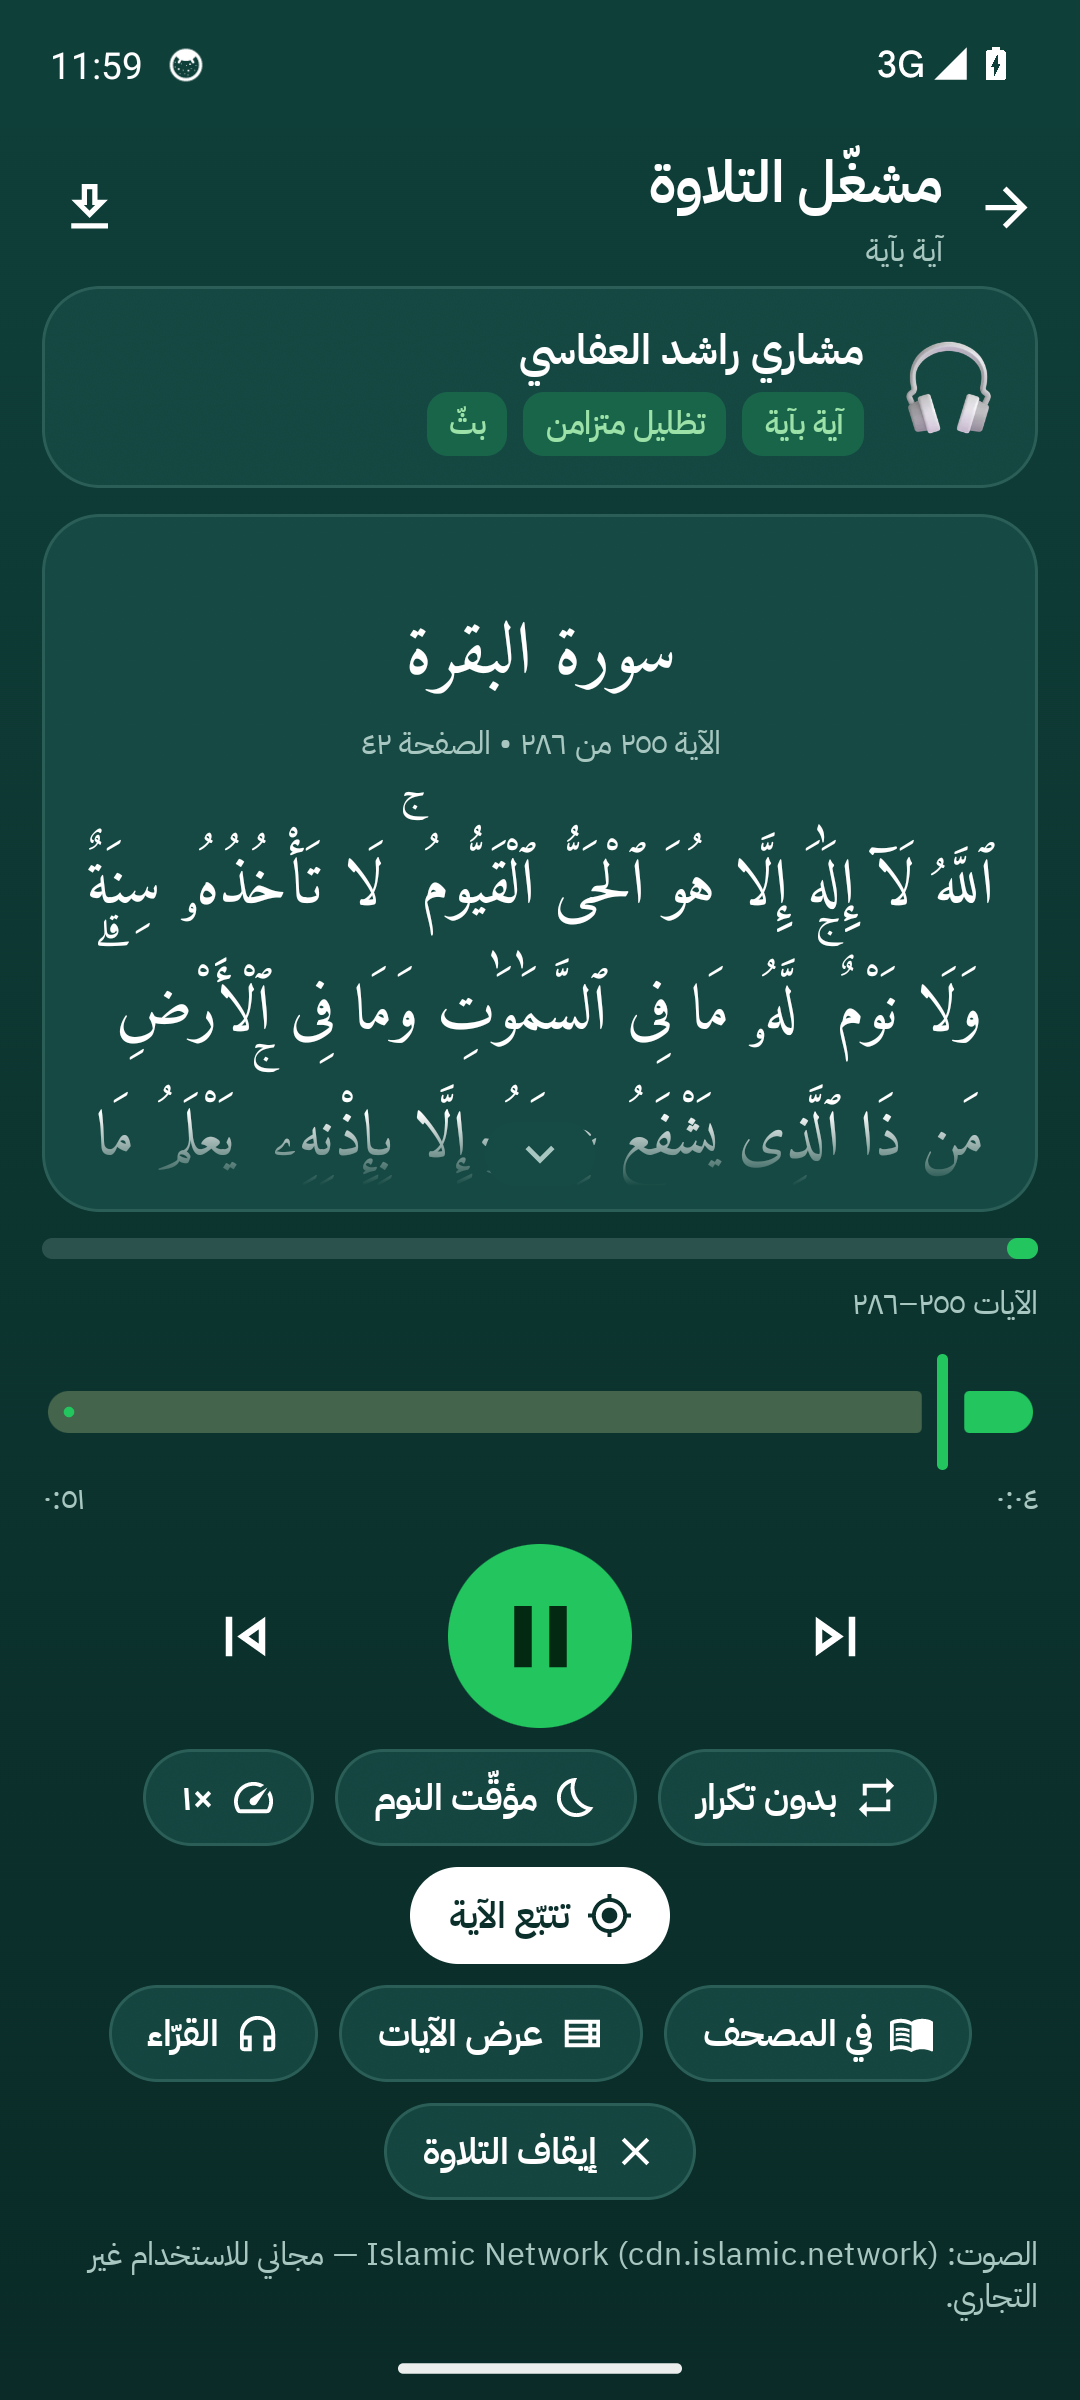 11:59
3G
مشغّل التلاوة
آية بآية
مشاري راشد العفاسي
آية بآية
تظليل متزامن
بثّ
سورة البقرة
الآية ٢٥٥ من ٢٨٦ • الصفحة ٤٢
ٱللَّهُ لَآ إِلَٰهَ إِلَّا هُوَ ٱلْحَىُّ ٱلْقَيُّومُ ۚ لَا تَأْخُذُهُۥ سِنَةٌ
وَلَا نَوْمٌ ۚ لَّهُۥ مَا فِى ٱلسَّمَٰوَٰتِ وَمَا فِى ٱلْأَرْضِ ۗ
مَن ذَا ٱلَّذِى يَشْفَعُ إِلَّا بِإِذْنِهِۦ ۚ يَعْلَمُ مَا
الآيات ٢٥٥–٢٨٦
٠:٠٤
٠:٥١
بدون تكرار
مؤقّت النوم
١×
تتبّع الآية
في المصحف
عرض الآيات
القرّاء
إيقاف التلاوة
الصوت: Islamic Network (cdn.islamic.network) — مجاني للاستخدام غير
التجاري.